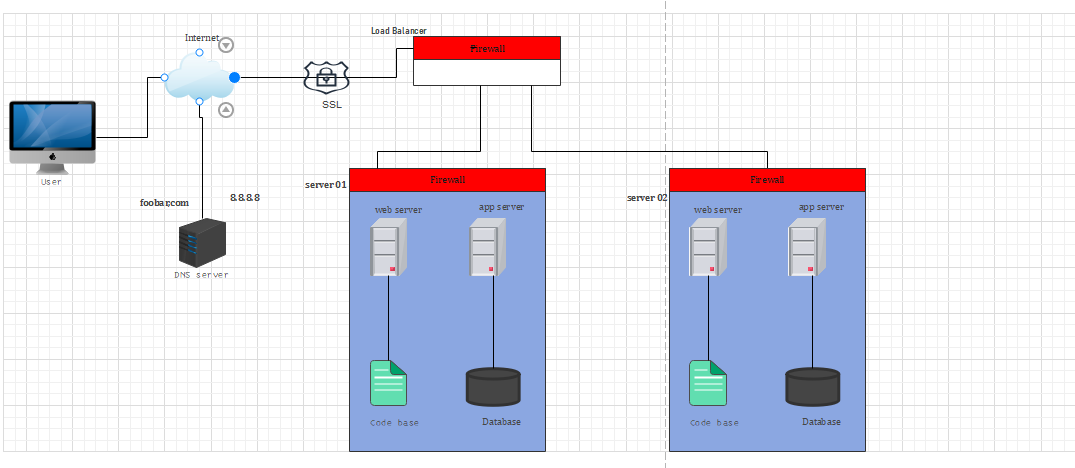 Load Balancer
Internet
Firewall
SSL
User
server 01
Firewall
server 02
Firewall
foobar,com
8.8.8.8
web server
app server
web server
app server
DNS server
Code base
Database
Code base
Database